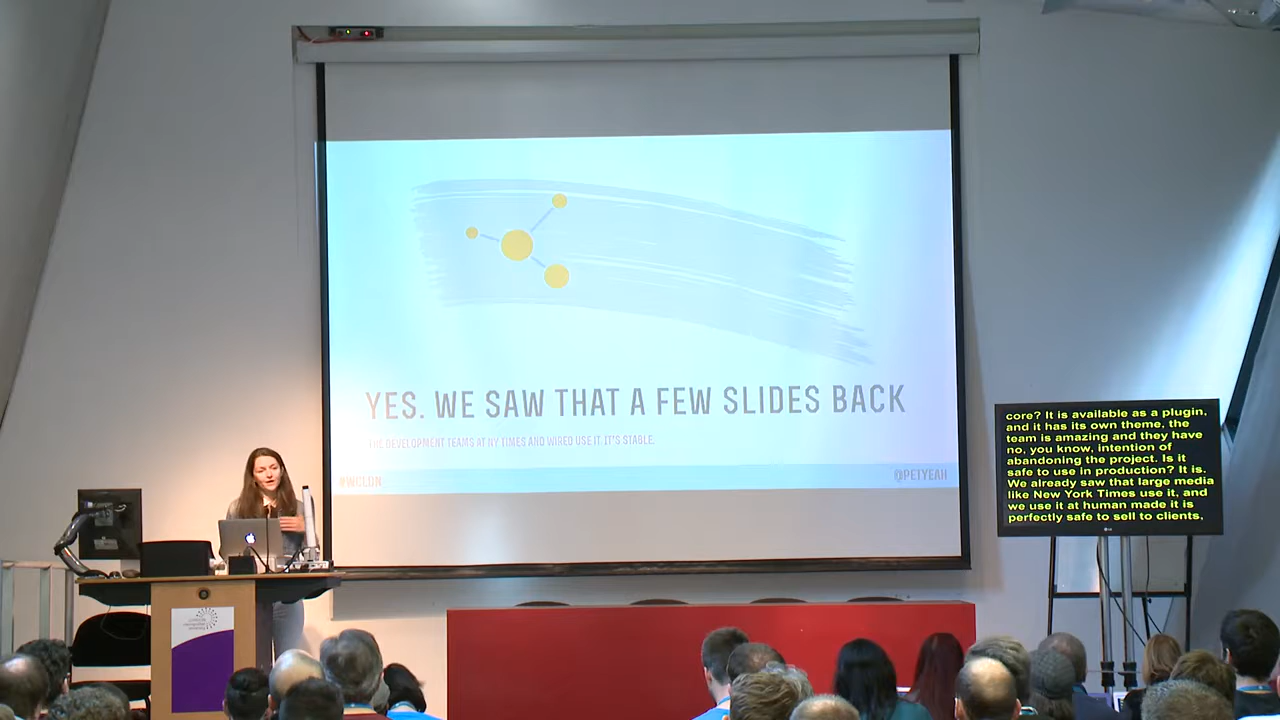 YES. WE SAW THAT A FEW SLIDES BACK
THE DEVELOPMENT TEAMS AT NY TIMES AND WIRED USE IT. IT'S STABLE.
#WCLDN
@PETYEAH
core? It is available as a plugin,
and it has its own theme, the
team is amazing and they have
no, you know, intention of
abandoning the project. Is it
safe to use in production? It is.
We already saw that large media
like New York Times use it, and
we use it at human made it is
perfectly safe to sell to clients,
LG